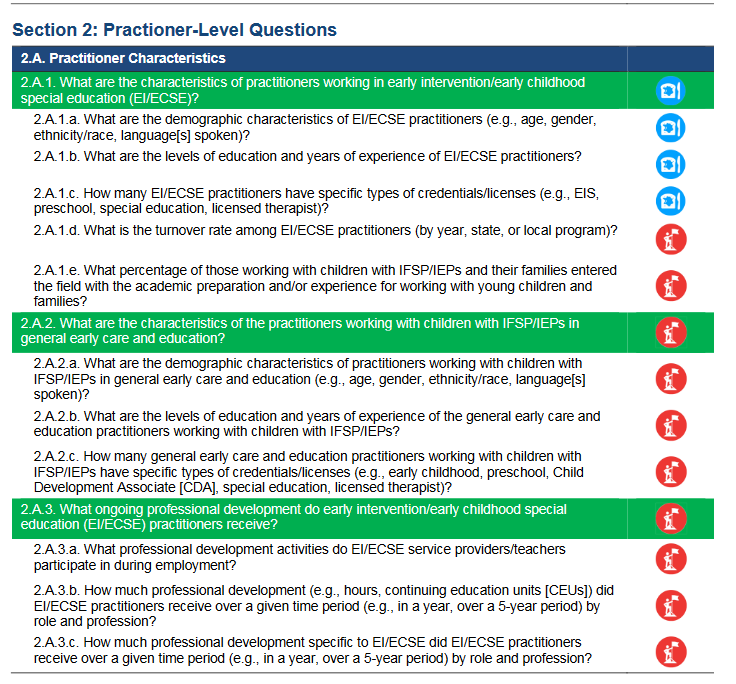 Section 2: Practioner-Level Questions
2.A. Practitioner Characteristics
2.A.1. What are the characteristics of practitioners working in early intervention/early childhood
special education (EI/ECSE)?
2.A.1.a. What are the demographic characteristics of EI/ECSE practitioners (e.g., age, gender,
ethnicity/race, language[s] spoken)?
2.A.1.b. What are the levels of education and years of experience of EI/ECSE practitioners?
2.A.1.c. How many EI/ECSE practitioners have specific types of credentials/licenses (e.g., EIS,
preschool, special education, licensed therapist)?
2.A.1.d. What is the turnover rate among EI/ECSE practitioners (by year, state, or local program)?
2.A.1.e. What percentage of those working with children with IFSP/IEPs and their families entered
the field with the academic preparation and/or experience for working with young children and
families?
2.A.2. What are the characteristics of the practitioners working with children with IFSP/IEPs in
general early care and education?
2.A.2.a. What are the demographic characteristics of practitioners working with children with
IFSP/IEPs in general early care and education (e.g., age, gender, ethnicity/race, language[s]
spoken)?
2.A.2.b. What are the levels of education and years of experience of the general early care and
education practitioners working with children with IFSP/IEPs?
2.A.2.c. How many general early care and education practitioners working with children with
IFSP/IEPs have specific types of credentials/licenses (e.g., early childhood, preschool, Child
Development Associate [CDA], special education, licensed therapist)?
2.A.3. What ongoing professional development do early intervention/early childhood special
education (EI/ECSE) practitioners receive?
2.A.3.a. What professional development activities do EI/ECSE service providers/teachers
participate in during employment?
2.A.3.b. How much professional development (e.g., hours, continuing education units [CEUs]) did
EI/ECSE practitioners receive over a given time period (e.g., in a year, over a 5-year period) by
role and profession?
2.A.3.c. How much professional development specific to EI/ECSE did EI/ECSE practitioners
receive over a given time period (e.g., in a year, over a 5-year period) by role and profession?